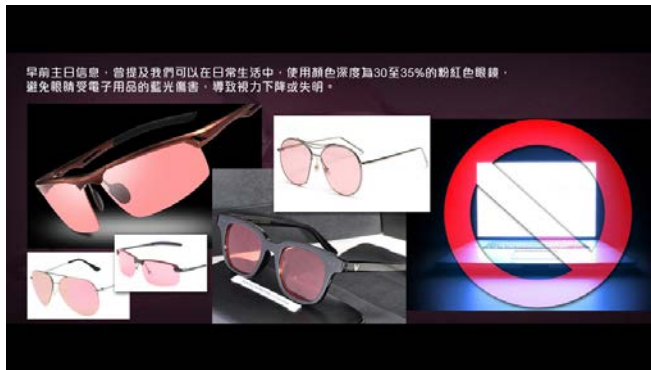 早前主日信息，曾提及我們可以在日常生活中，使用顏色深度為30至35%的粉紅色眼鏡，
避免眼睛受電子用品的藍光傷害，導致視力下降或失明。